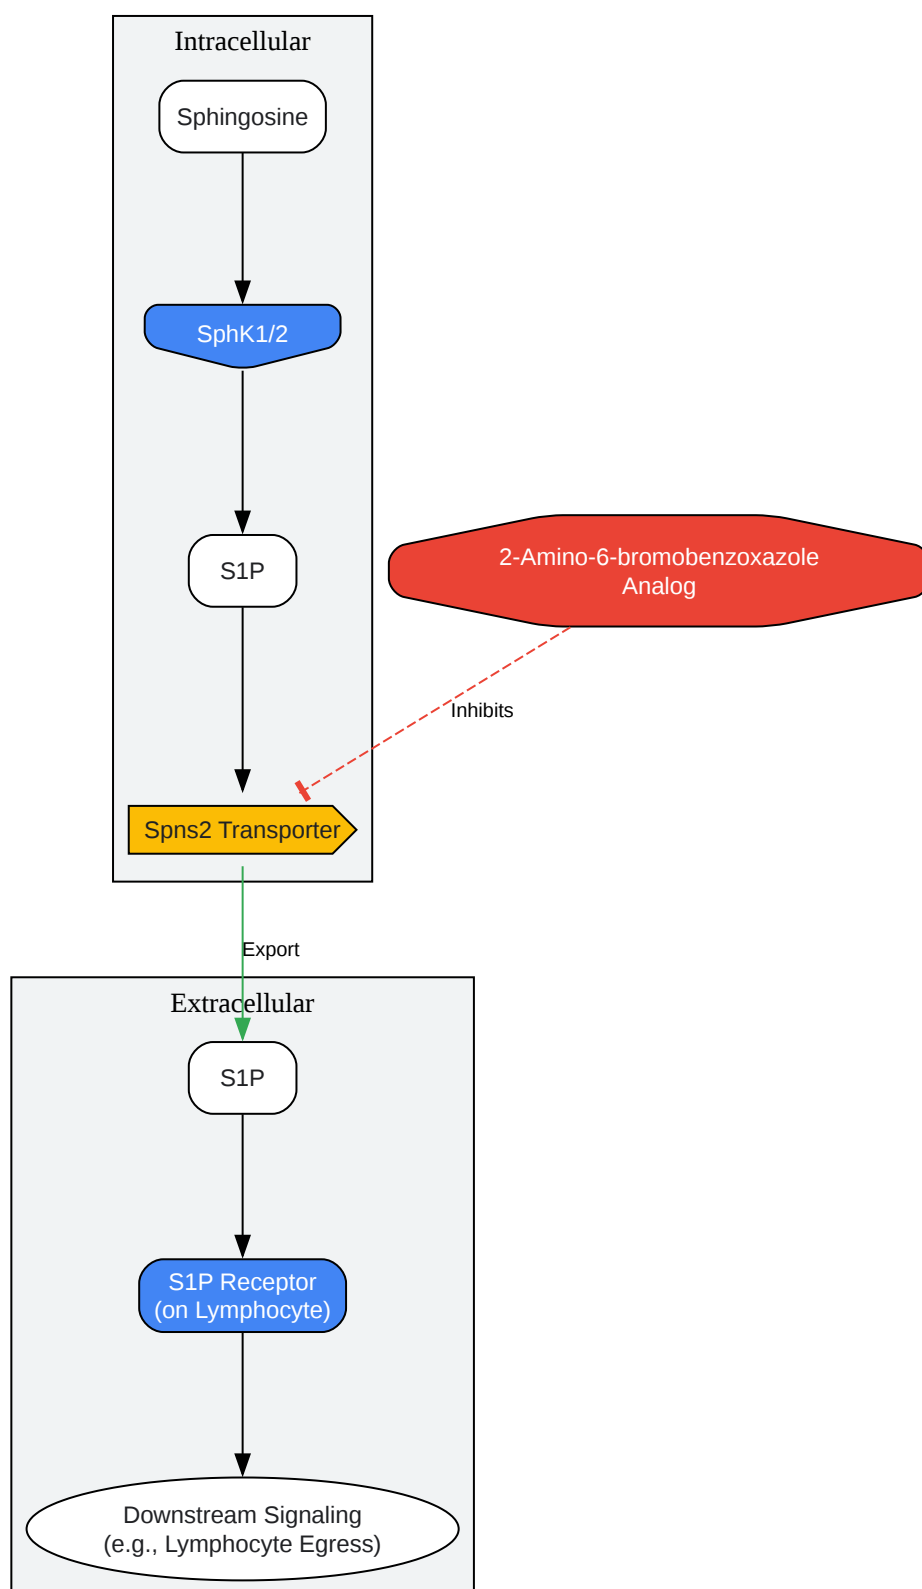 Intracellular
Sphingosine
SphK1/2
S1P
2-Amino-6-bromobenzoxazole
Analog
Inhibits
Spns2 Transporter
Export
Extracellular
S1P
S1P Receptor
(on Lymphocyte)
Downstream Signaling
(e.g., Lymphocyte Egress)